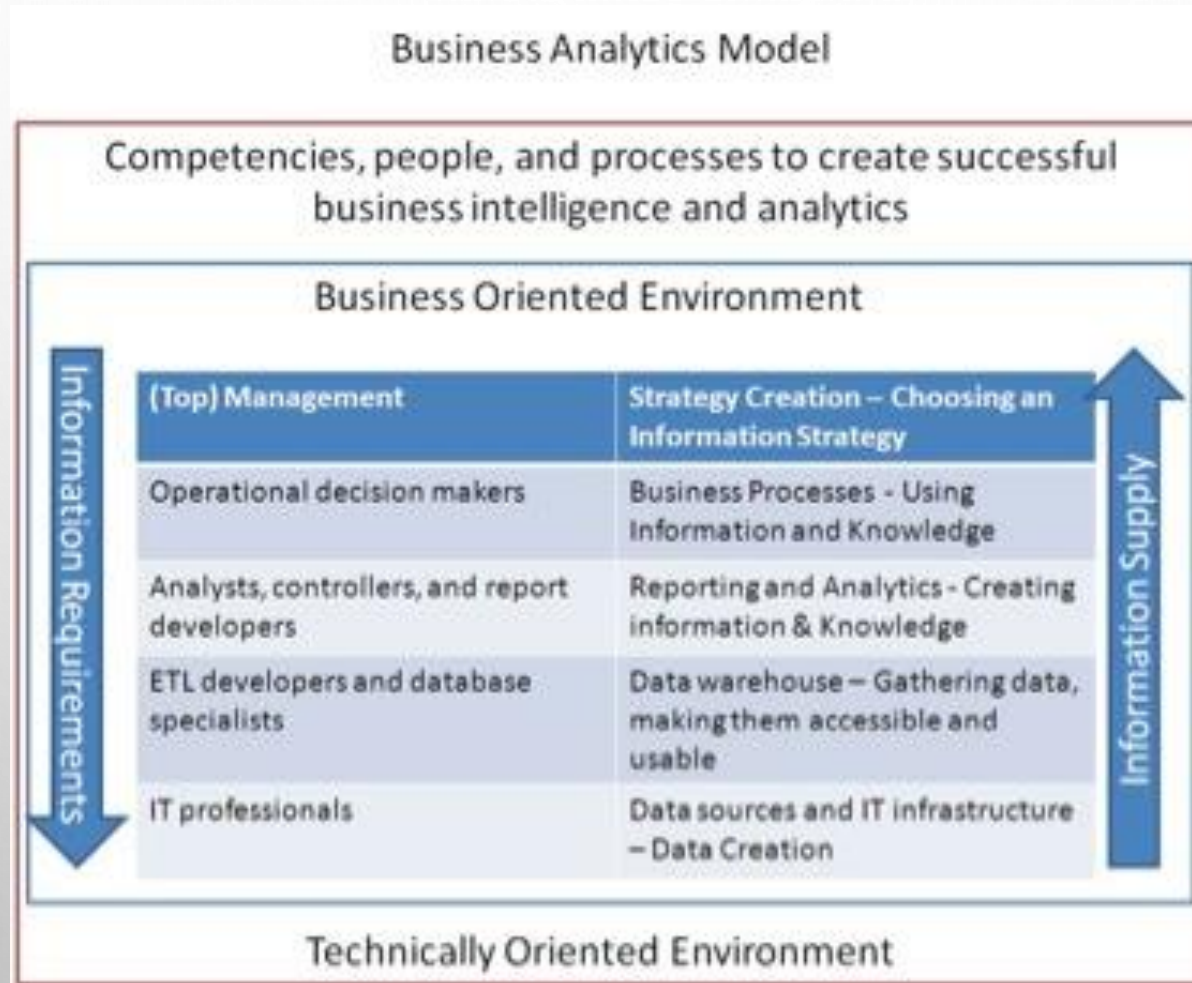 Business Analytics Model
Competencies, people, and processes to create successful
business intelligence and analytics
Business Oriented Environment
Information Requirements
(Top) Management
Strategy Creation – Choosing an
Information Strategy
Operational decision makers
Business Processes - Using
Information and Knowledge
Analysts, controllers, and report
developers
Reporting and Analytics - Creating
information & Knowledge
ETL developers and database
specialists
Data warehouse – Gathering data,
making them accessible and
usable
IT professionals
Data sources and IT infrastructure
– Data Creation
Information Supply
Technically Oriented Environment